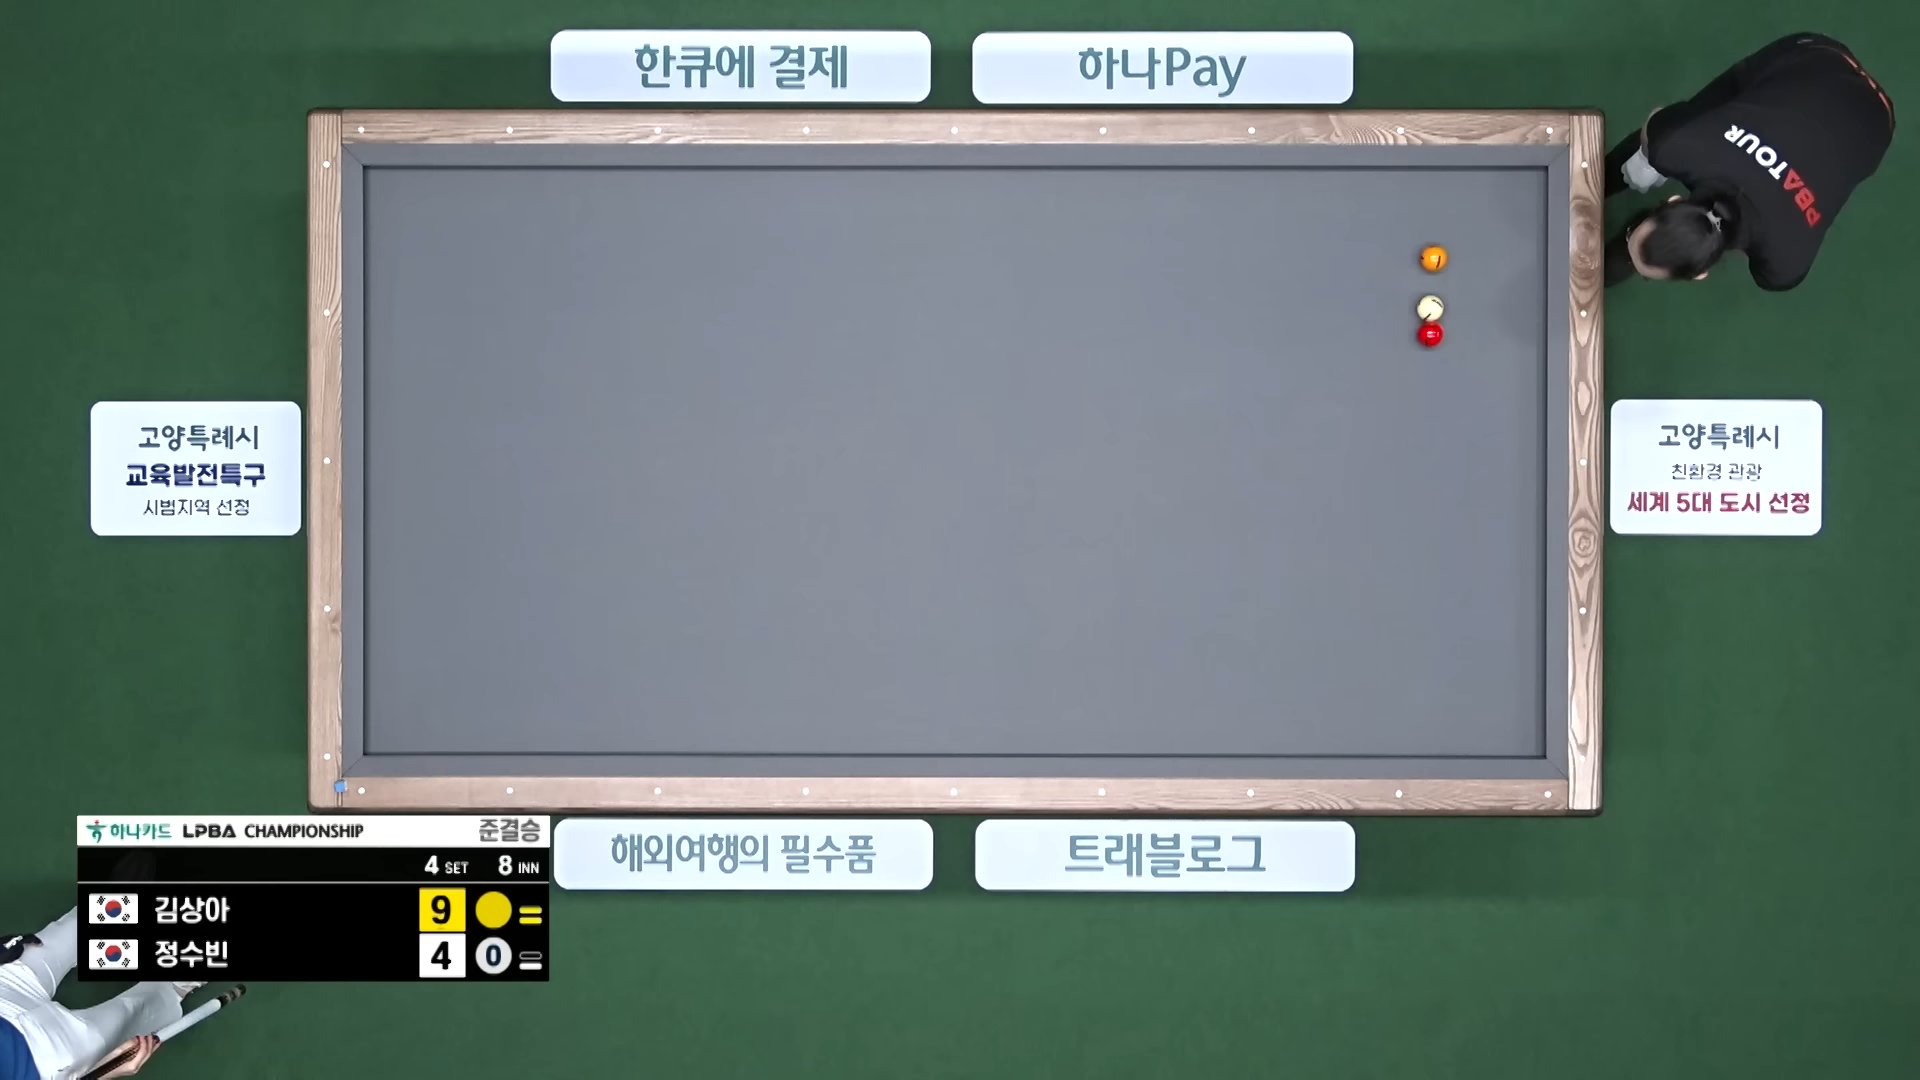 한큐에 결제
하나Pay
PBA TOUR
고양특례시
교육발전특구
시범지역 선정
고양특례시
친환경 관광
세계 5대 도시 선정
하나카드 LPBA CHAMPIONSHIP 준결승
4 SET 8 INN
김상아 9
정수빈 4 0
해외여행의 필수품
트래블로그